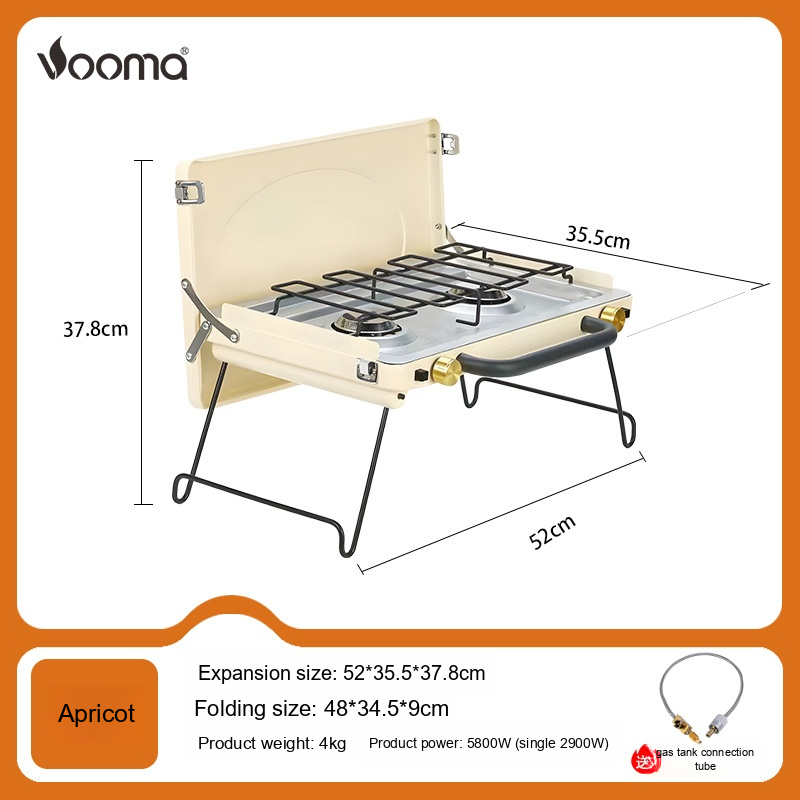 Vooma®
35.5cm
37.8cm
52cm
Apricot
Expansion size: 52*35.5*37.8cm
Folding size: 48*34.5*9cm
Product weight: 4kg Product power: 5800W (single 2900W)
送
gas tank connection
tube